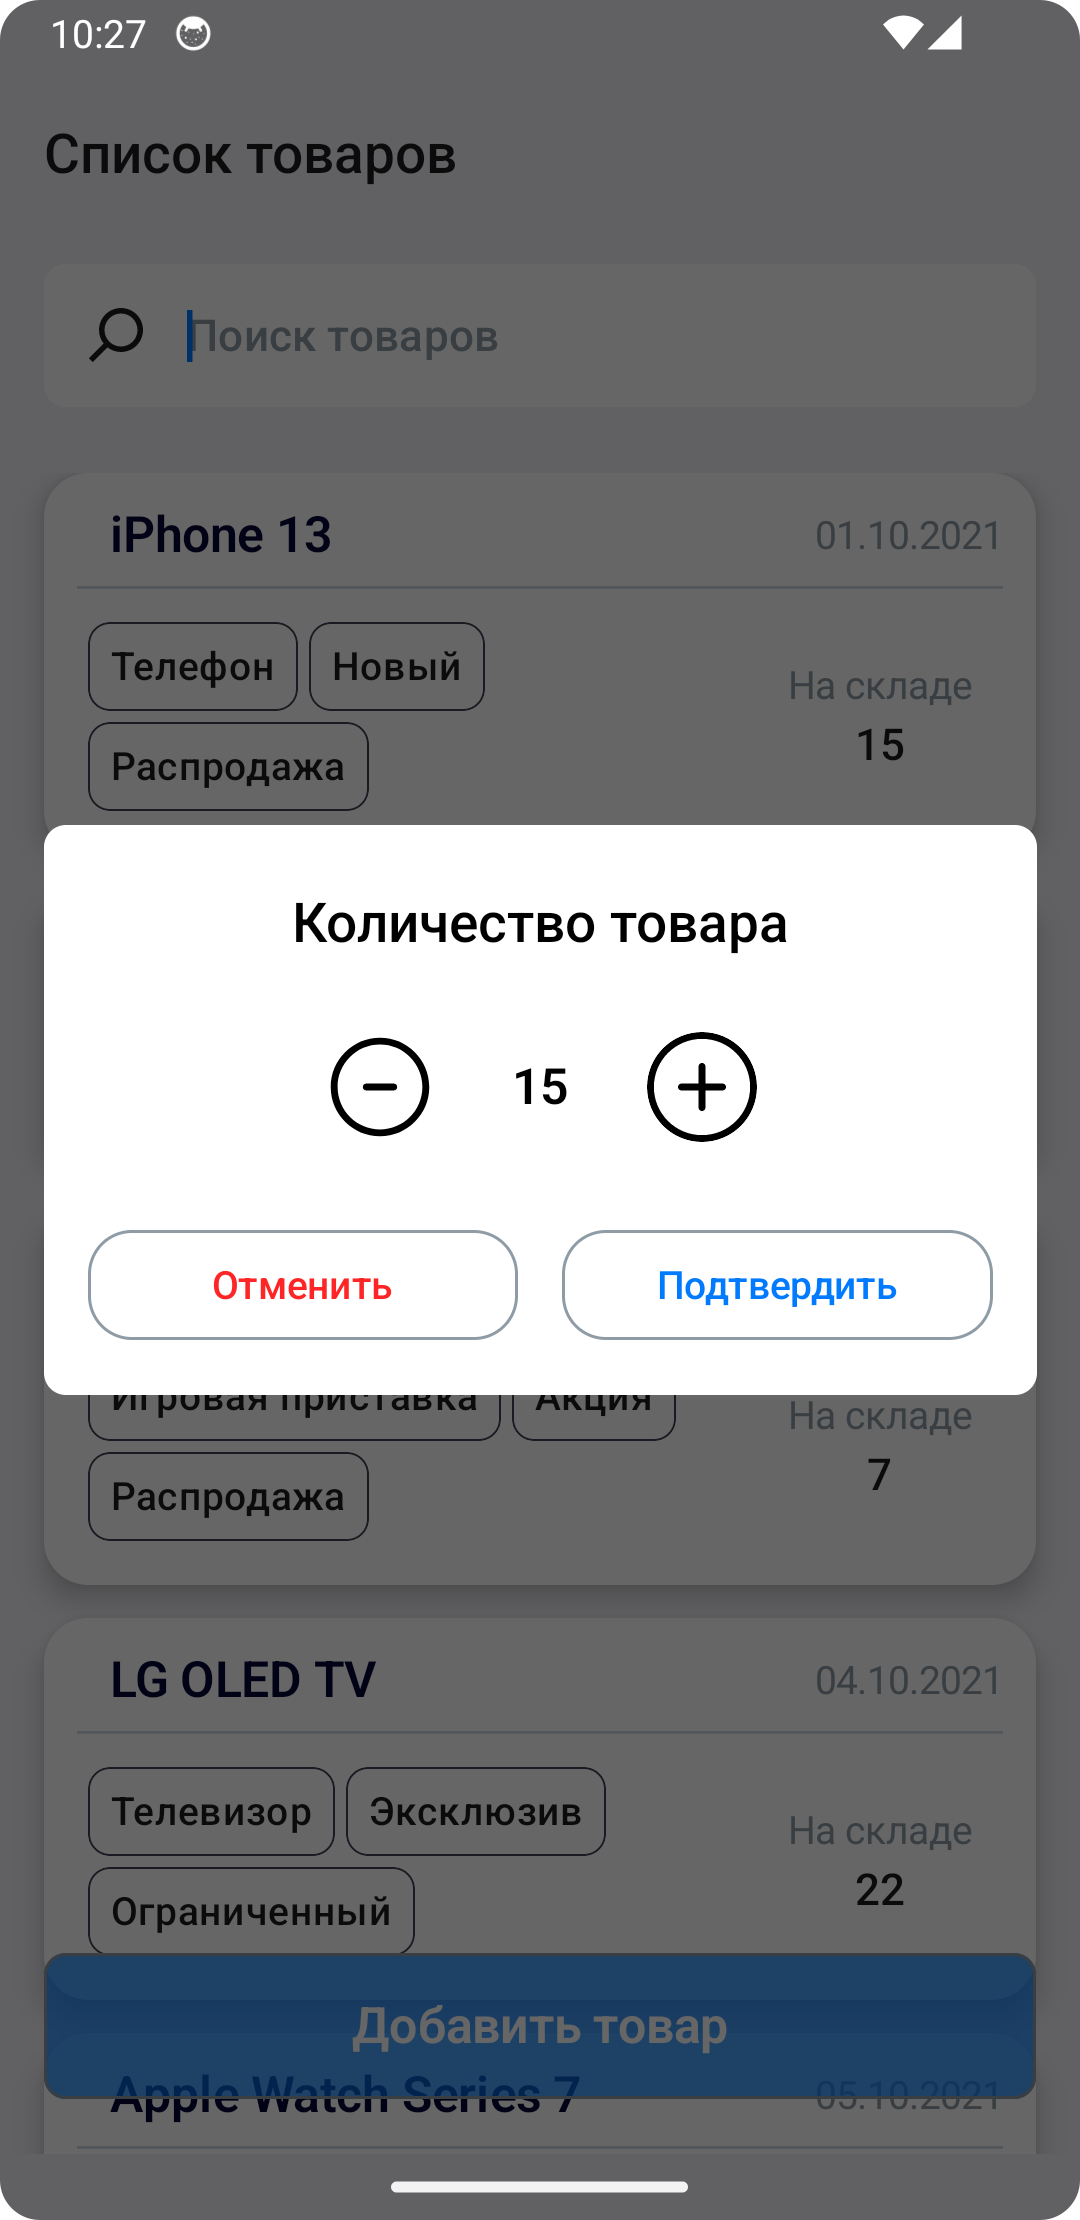 10:27
Список товаров
Поиск товаров
iPhone 13 01.10.2021
Телефон Новый
На складе
15
Распродажа
Количество товара
15
Отменить Подтвердить
Игровая приставка Акция
На складе
7
Распродажа
LG OLED TV 04.10.2021
Телевизор Эксклюзив
На складе
22
Ограниченный
Добавить товар
Apple Watch Series 7 05.10.2021